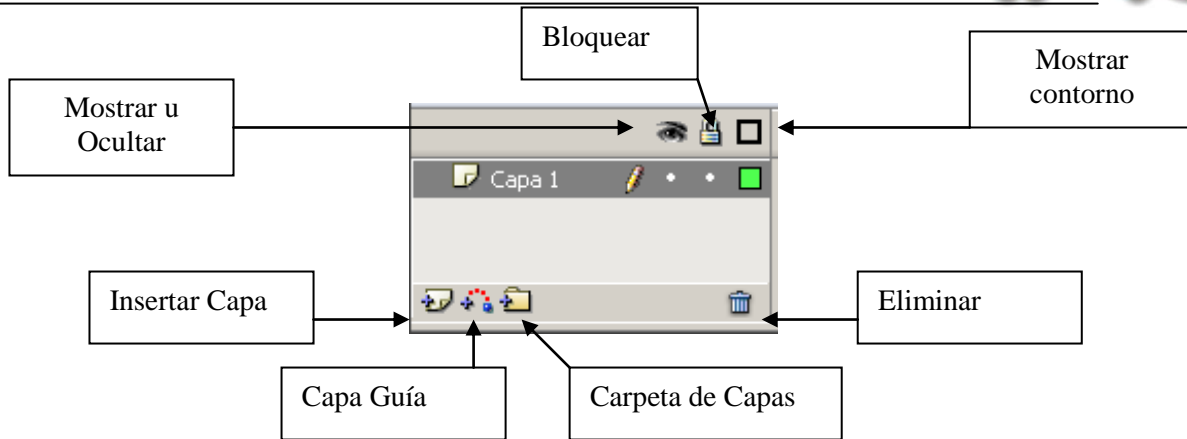 Bloquear
Mostrar
contorno
Mostrar u
Ocultar
Capa 1
Insertar Capa
Eliminar
Capa Guía
Carpeta de Capas